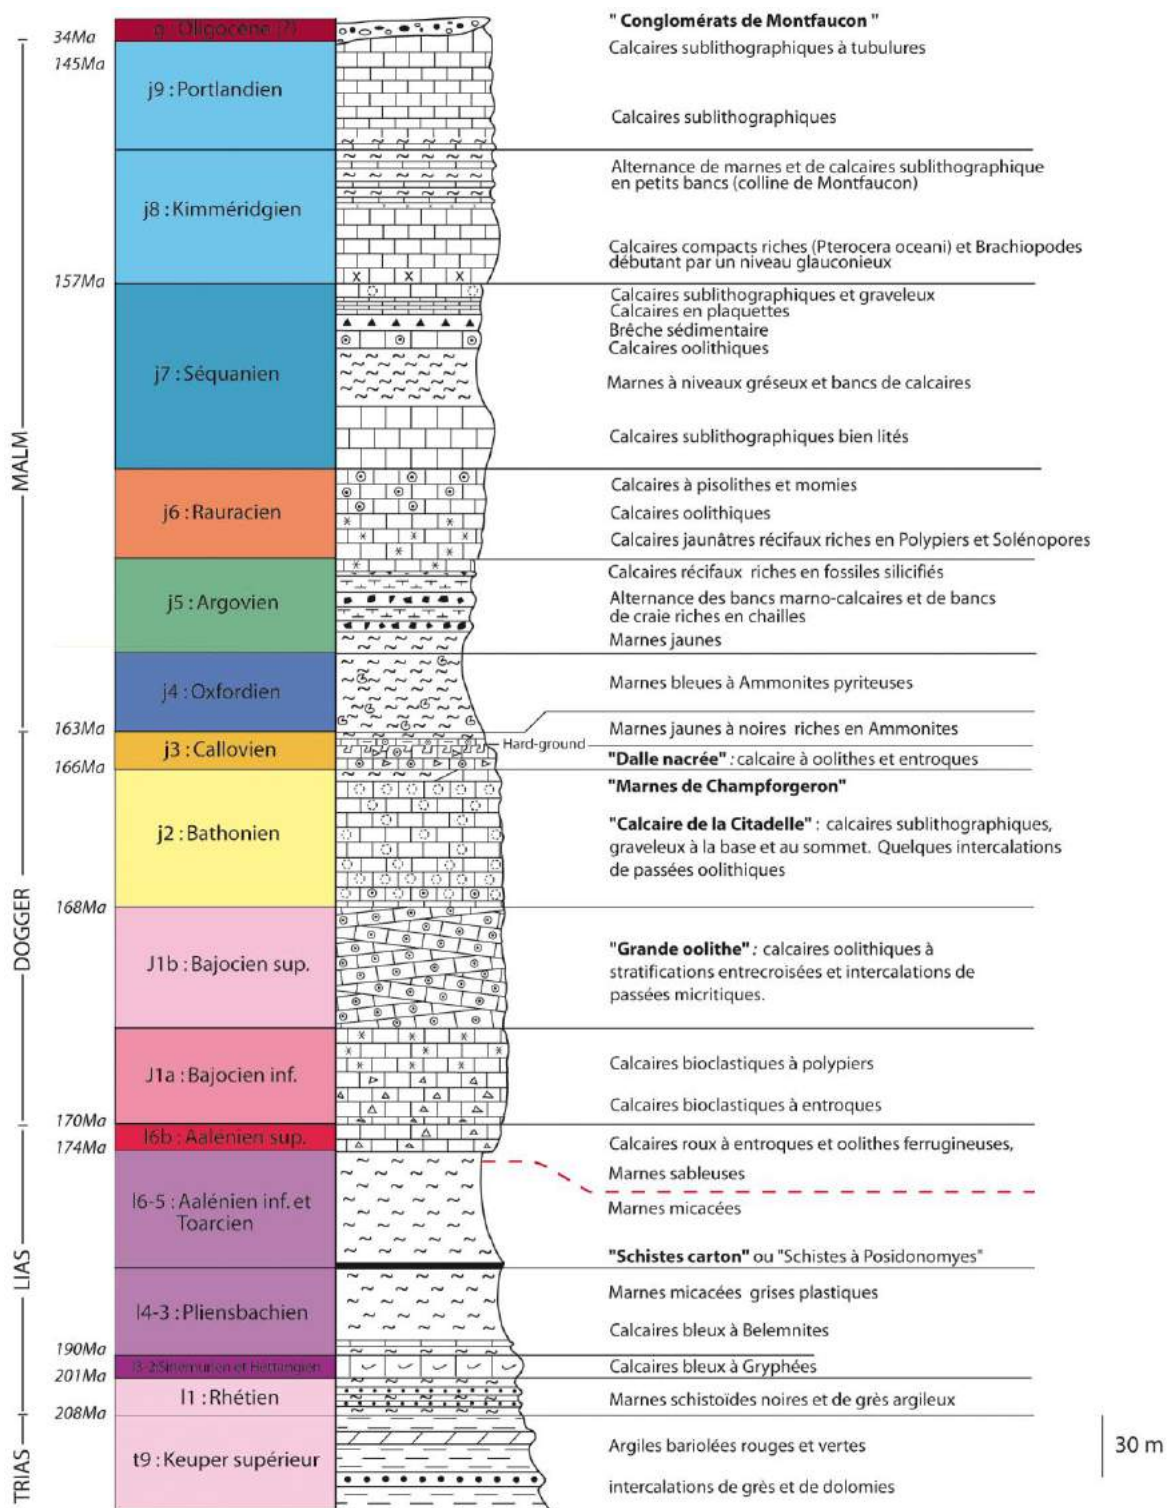 g : Oligocène (?)
" Conglomérats de Montfaucon "
34Ma
Calcaires sublithographiques à tubulures
145Ma
j9 : Portlandien
Calcaires sublithographiques
j8 : Kimméridgien
Alternance de marnes et de calcaires sublithographique
en petits bancs (colline de Montfaucon)
Calcaires compacts riches (Pterocera oceani) et Brachiopodes
débutant par un niveau glauconieux
157Ma
Calcaires sublithographiques et graveleux
Calcaires en plaquettes
Brêche sédimentaire
Calcaires oolithiques
j7 : Séquanien
Marnes à niveaux gréseux et bancs de calcaires
Calcaires sublithographiques bien lités
MALM
j6 : Rauracien
Calcaires à pisolithes et momies
Calcaires oolithiques
Calcaires jaunâtres récifaux riches en Polypiers et Solénopores
j5 : Argovien
Calcaires récifaux riches en fossiles silicifiés
Alternance des bancs marno-calcaires et de bancs
de craie riches en chailles
Marnes jaunes
j4 : Oxfordien
Marnes bleues à Ammonites pyriteuses
163Ma
Marnes jaunes à noires riches en Ammonites
j3 : Callovien
Hard-ground
"Dalle nacrée" : calcaire à oolithes et entroques
166Ma
"Marnes de Champforgeron"
j2 : Bathonien
"Calcaire de la Citadelle" : calcaires sublithographiques,
graveleux à la base et au sommet. Quelques intercalations
de passées oolithiques
168Ma
DOGGER
J1b : Bajocien sup.
"Grande oolithe" : calcaires oolithiques à
stratifications entrecroisées et intercalations de
passées micritiques.
J1a : Bajocien inf.
Calcaires bioclastiques à polypiers
Calcaires bioclastiques à entroques
170Ma
l6b : Aalénien sup.
Calcaires roux à entroques et oolithes ferrugineuses,
174Ma
Marnes sableuses
l6-5 : Aalénien inf. et
Toarcien
Marnes micacées
"Schistes carton" ou "Schistes à Posidonomyes"
LIAS
l4-3 : Pliensbachien
Marnes micacées grises plastiques
Calcaires bleux à Belemnites
190Ma
l3-2: Sinémurien et Hettangien
Calcaires bleux à Gryphées
201Ma
l1 : Rhétien
Marnes schistoïdes noires et de grès argileux
208Ma
TRIAS
t9 : Keuper supérieur
Argiles bariolées rouges et vertes
intercalations de grès et de dolomies
30 m